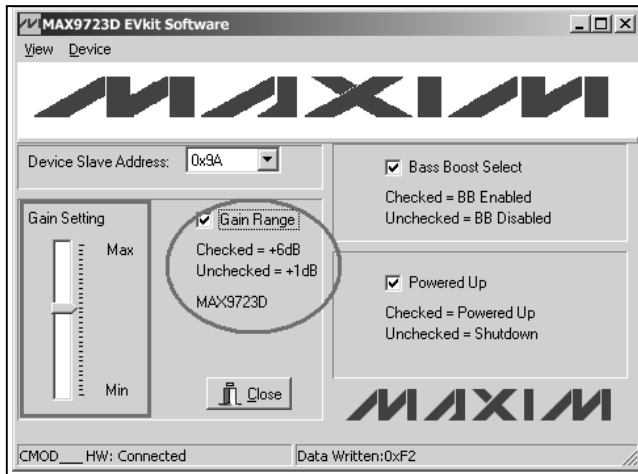 MAX9723D EVkit Software
View Device
MAXIM
Device Slave Address: 0x9A
Bass Boost Select
Checked = BB Enabled
Unchecked = BB Disabled
Gain Setting
Max
Min
Gain Range
Checked = +6dB
Unchecked = +1dB
MAX9723D
Powered Up
Checked = Powered Up
Unchecked = Shutdown
Close
MAXIM
CMOD___ HW: Connected
Data Written:0xF2